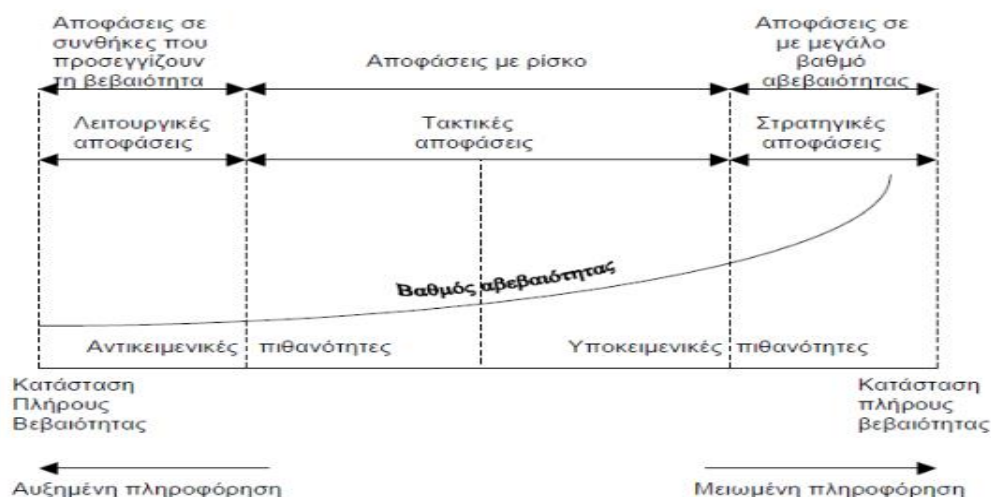 Αποφάσεις σε
συνθήκες που
προσεγγίζουν
τη βεβαιότητα
Αποφάσεις με ρίσκο
Αποφάσεις σε
με μεγάλο
βαθμό
αβεβαιότητας
Λειτουργικές
αποφάσεις
Τακτικές
αποφάσεις
Στρατηγικές
αποφάσεις
Βαθμός αβεβαιότητας
Αντικειμενικές πιθανότητες
Υποκειμενικές πιθανότητες
Κατάσταση
Πλήρους
Βεβαιότητας
Κατάσταση
πλήρους
βεβαιότητας
Αυξημένη πληροφόρηση
Μειωμένη πληροφόρηση